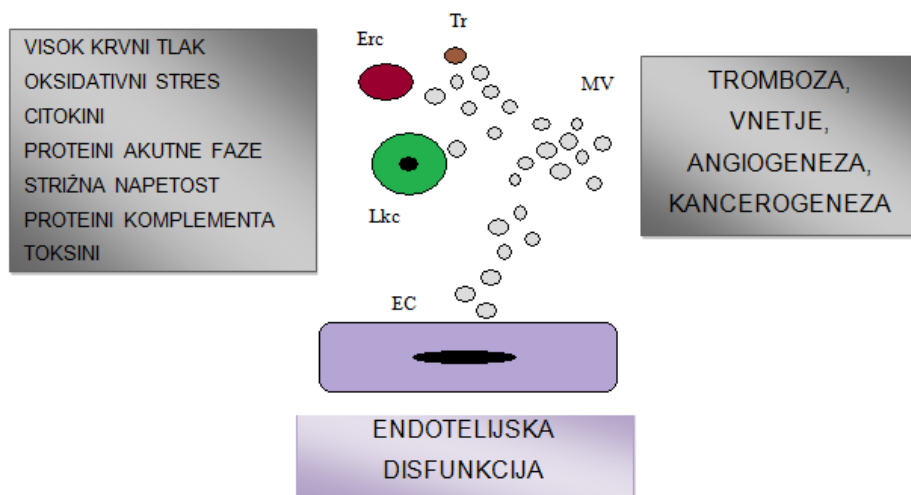 VISOK KRVNI TLAK
OKSIDATIVNI STRES
CITOKINI
PROTEINI AKUTNE FAZE
STRIŽNA NAPETOST
PROTEINI KOMPLEMENTA
TOKSINI
Tr
Erc
MV
Lkc
EC
TROMBOZA,
VNETJE,
ANGIOGENEZA,
KANCEROGENEZA
ENDOTELIJSKA
DISFUNKCIJA